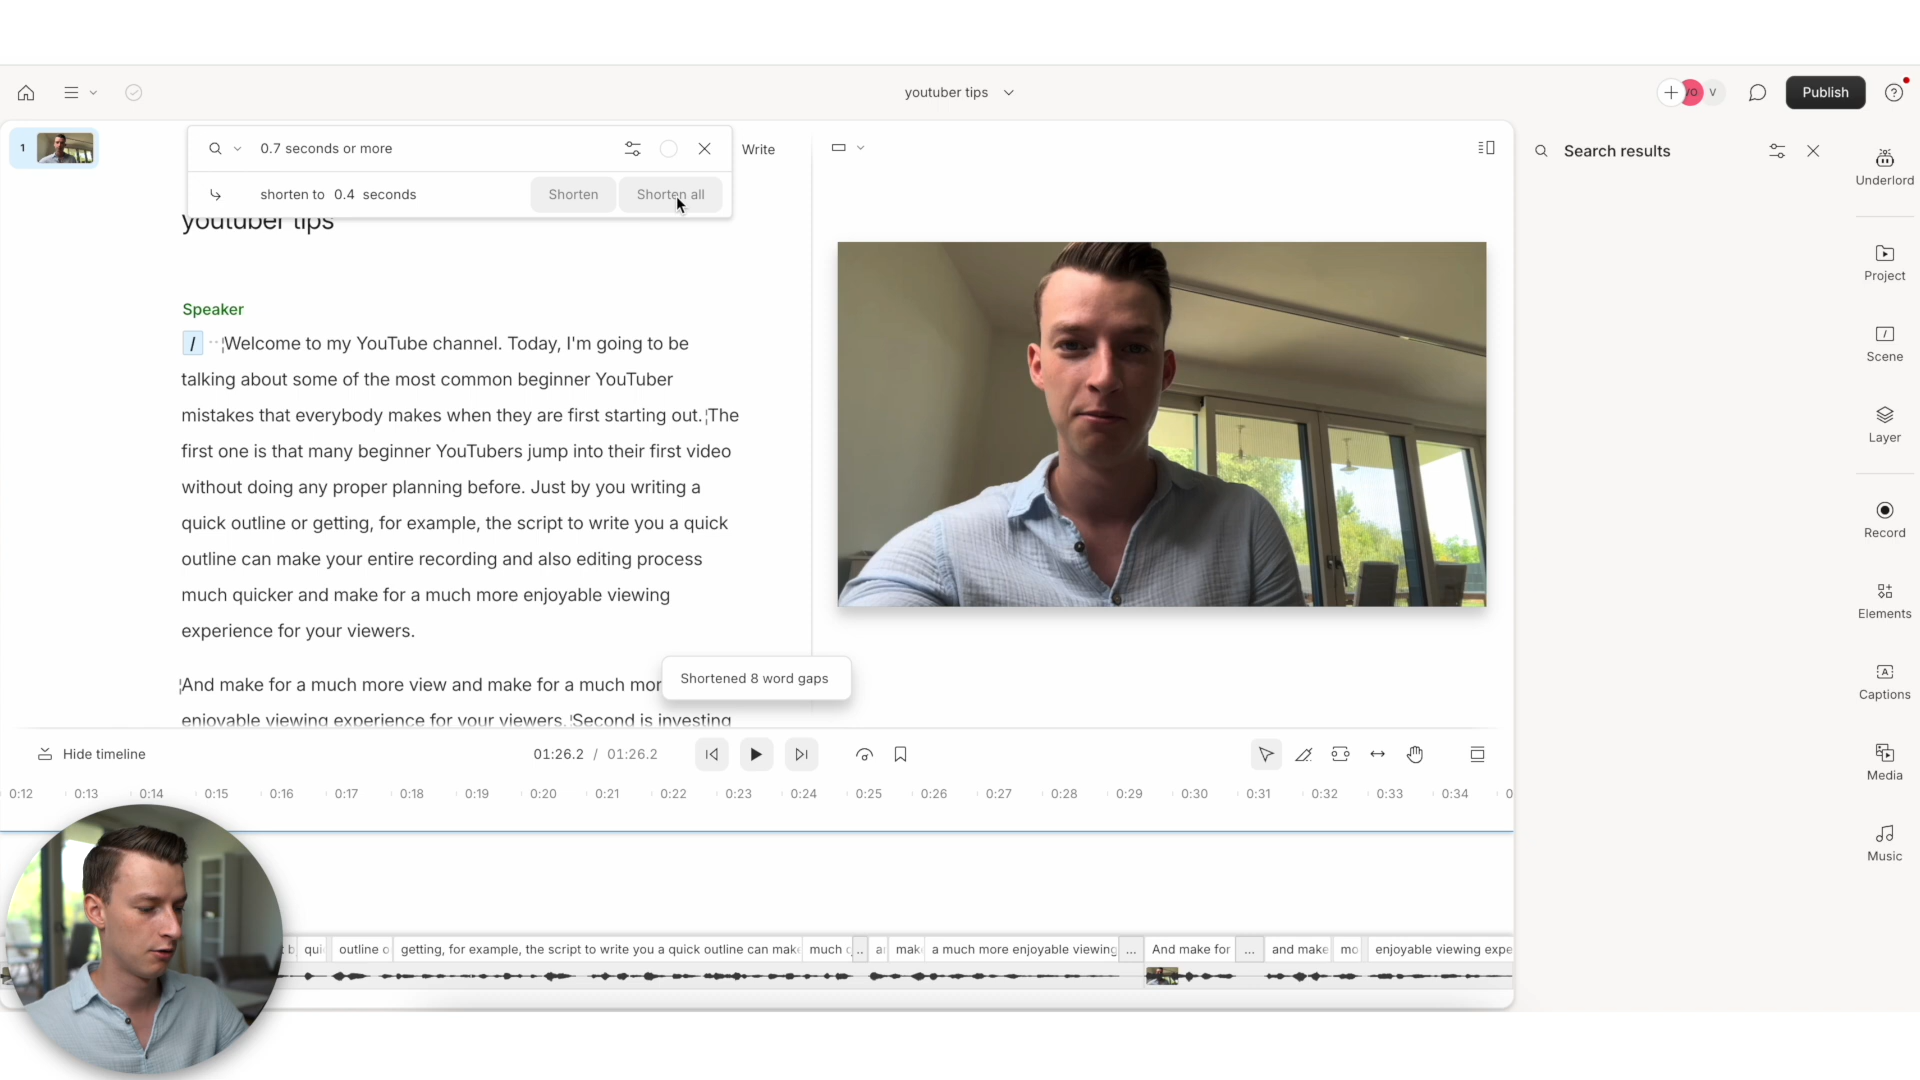 youtuber tips
VO
V
Publish
1
0.7 seconds or more
Write
shorten to 0.4 seconds
Shorten
Shorten all
youtuber tips
Speaker
/ Welcome to my YouTube channel. Today, I'm going to be
talking about some of the most common beginner YouTuber
mistakes that everybody makes when they are first starting out. The
first one is that many beginner YouTubers jump into their first video
without doing any proper planning before. Just by you writing a
quick outline or getting, for example, the script to write you a quick
outline can make your entire recording and also editing process
much quicker and make for a much more enjoyable viewing
experience for your viewers.
And make for a much more view and make for a much mor
enjoyable viewing experience for your viewers. Second is investing
Shortened 8 word gaps
Search results
Underlord
Project
Scene
Layer
Record
Elements
Captions
Media
Music
Hide timeline
01:26.2 / 01:26.2
0:12 0:13 0:14 0:15 0:16 0:17 0:18 0:19 0:20 0:21 0:22 0:23 0:24 0:25 0:26 0:27 0:28 0:29 0:30 0:31 0:32 0:33 0:34 0
outline o getting, for example, the script to write you a quick outline can make much .. mak a much more enjoyable viewing ... And make for ... and make mo enjoyable viewing expe